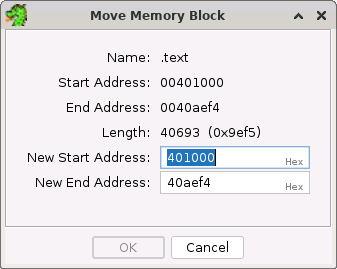 Move Memory Block
Name: .text
Start Address: 00401000
End Address: 0040aef4
Length: 40693 (0x9ef5)
New Start Address: 401000 Hex
New End Address: 40aef4 Hex
OK Cancel